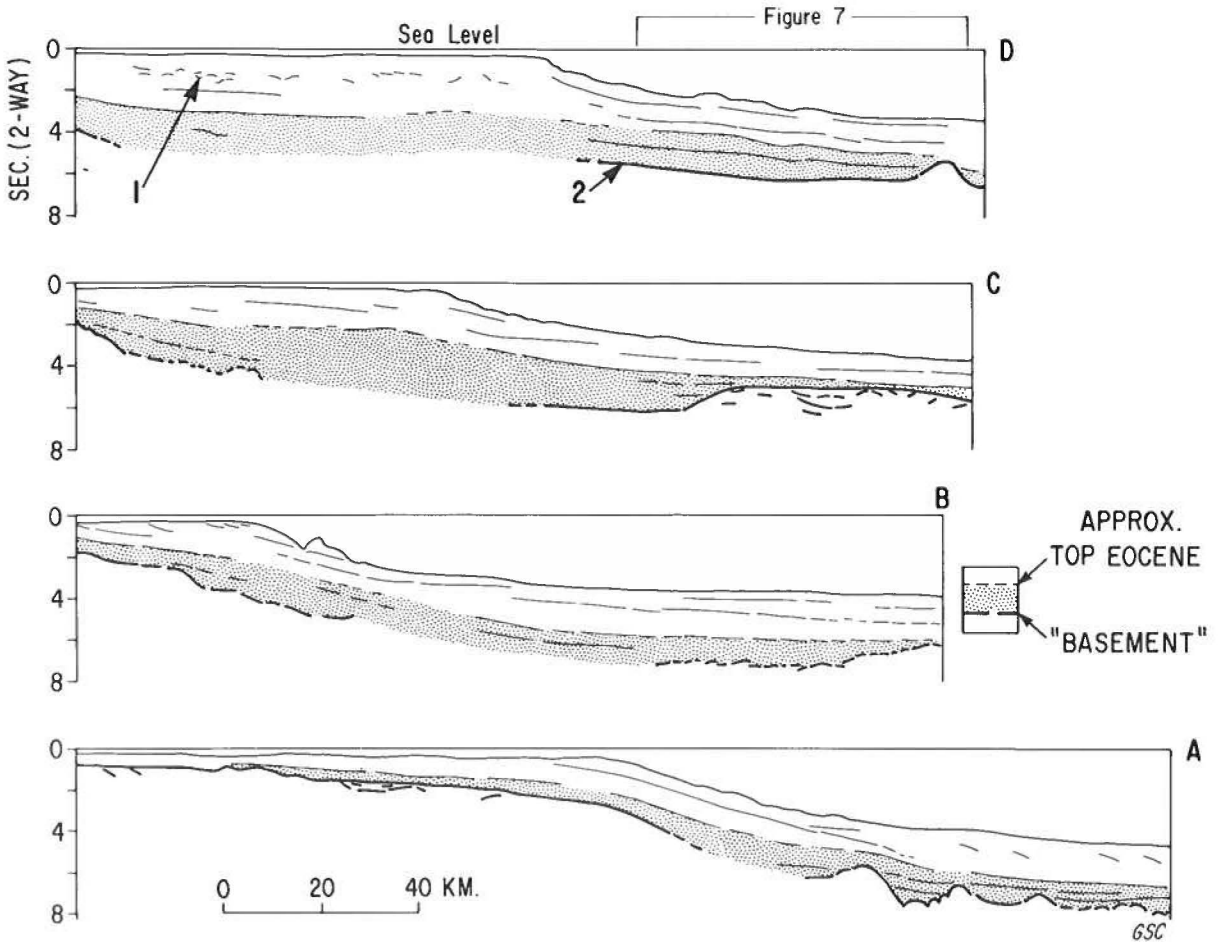 Figure 7
Sea Level
D
0
4
8
SEC. (2-WAY)
1
2
C
0
4
8
B
0
4
8
APPROX.
TOP EOCENE
"BASEMENT"
A
0
4
8
0 20 40 KM.
GSC